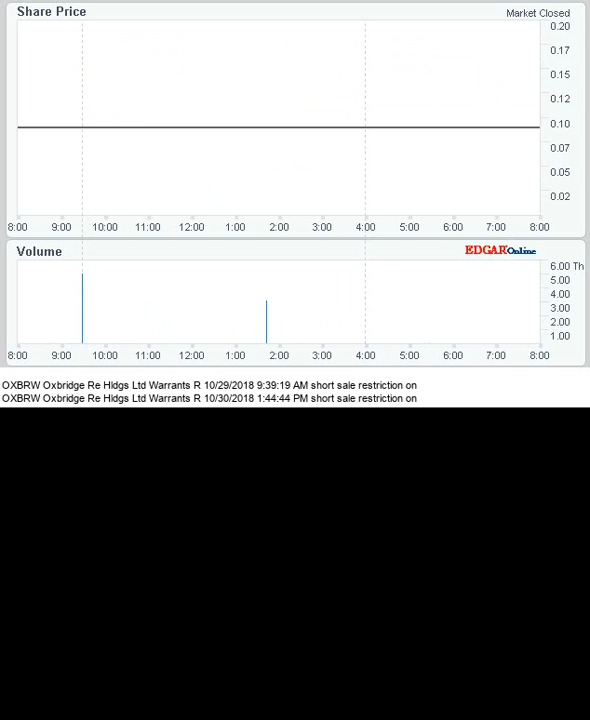 Share Price
Market Closed
0.20
0.17
0.15
0.12
0.10
0.07
0.05
0.02
8:00 9:00 10:00 11:00 12:00 1:00 2:00 3:00 4:00 5:00 6:00 7:00 8:00
Volume
EDGAR Online
6.00 Th
5.00
4.00
3.00
2.00
1.00
8:00 9:00 10:00 11:00 12:00 1:00 2:00 3:00 4:00 5:00 6:00 7:00 8:00
OXBRW Oxbridge Re Hldgs Ltd Warrants R 10/29/2018 9:39:19 AM short sale restriction on
OXBRW Oxbridge Re Hldgs Ltd Warrants R 10/30/2018 1:44:44 PM short sale restriction on